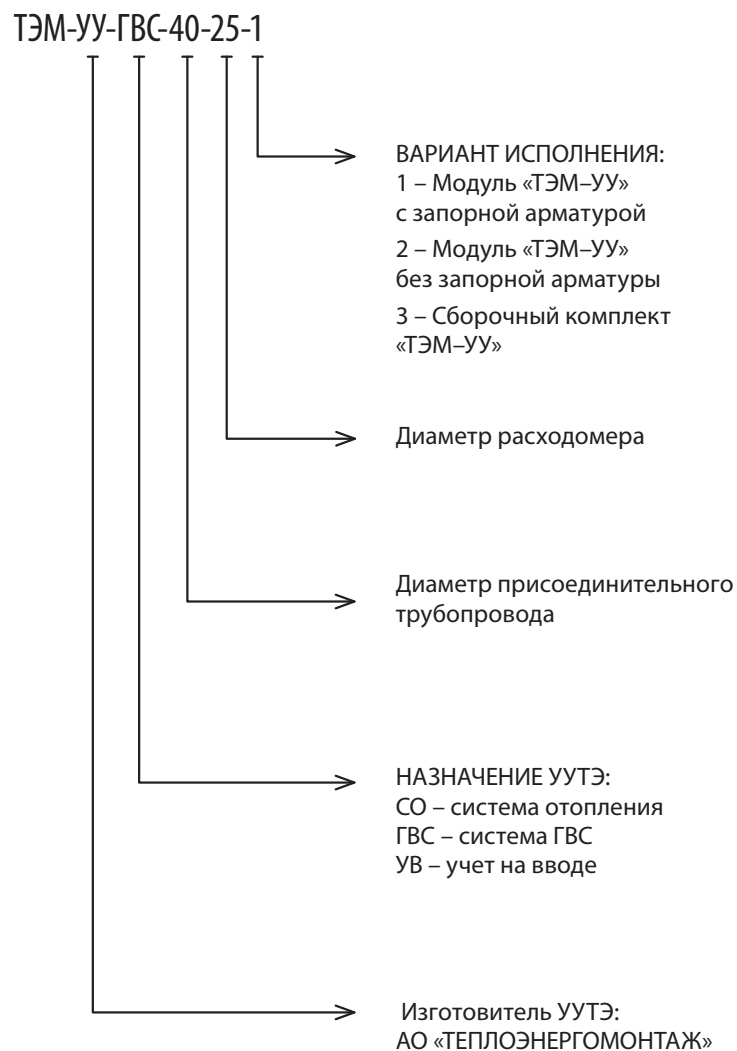 ТЭМ-УУ-ГВС-40-25-1
ВАРИАНТ ИСПОЛНЕНИЯ:
1 – Модуль «ТЭМ–УУ»
с запорной арматурой
2 – Модуль «ТЭМ–УУ»
без запорной арматуры
3 – Сборочный комплект
«ТЭМ–УУ»
Диаметр расходомера
Диаметр присоединительного
трубопровода
НАЗНАЧЕНИЕ УУТЭ:
СО – система отопления
ГВС – система ГВС
УВ – учет на вводе
Изготовитель УУТЭ:
АО «ТЕПЛОЭНЕРГОМОНТАЖ»